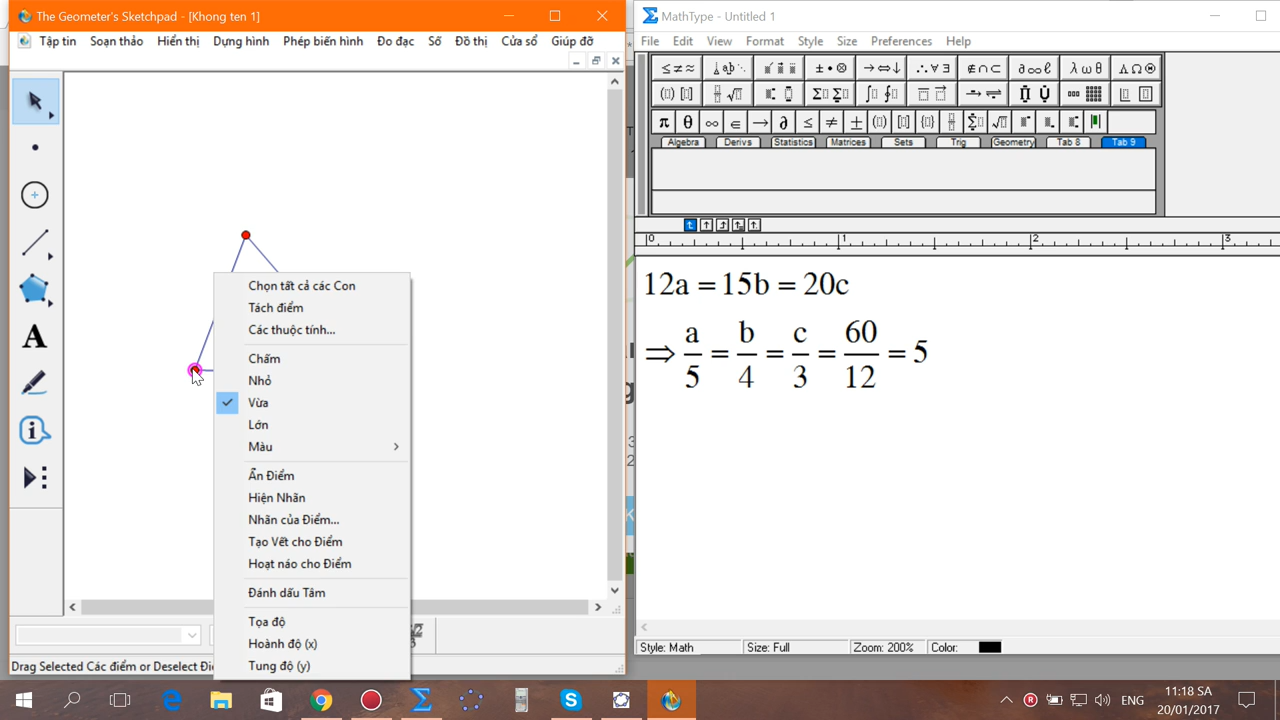 The Geometer's Sketchpad - [Khong ten 1]
Tập tin Soạn thảo Hiển thị Dựng hình Phép biến hình Đo đạc Số Đồ thị Cửa sổ Giúp đỡ
A
Chọn tất cả các Con
Tách điểm
Các thuộc tính...
Chấm
Nhỏ
Vừa
Lớn
Màu
Ẩn Điểm
Hiện Nhãn
Nhãn của Điểm...
Tạo Vết cho Điểm
Hoạt náo cho Điểm
Đánh dấu Tâm
Tọa độ
Hoành độ (x)
Tung độ (y)
Drag Selected Các điểm or Deselect
MathType - Untitled 1
File Edit View Format Style Size Preferences Help
Algebra Derivs Statistics Matrices Sets Trig Geometry Tab 8 Tab 9
0 1 2 3
12a = 15b = 20c
⇒ a/5 = b/4 = c/3 = 60/12 = 5
Style: Math Size: Full Zoom: 200% Color:
ENG
11:18 SA
20/01/2017